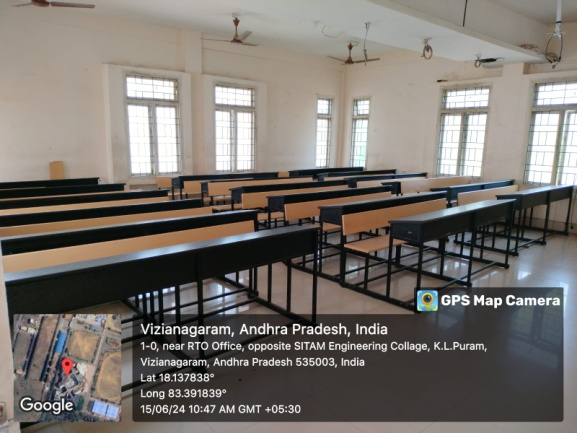 GPS Map Camera
Vizianagaram, Andhra Pradesh, India
1-0, near RTO Office, opposite SITAM Engineering Collage, K.L.Puram,
Vizianagaram, Andhra Pradesh 535003, India
Lat 18.137838°
Long 83.391839°
15/06/24 10:47 AM GMT +05:30
Google